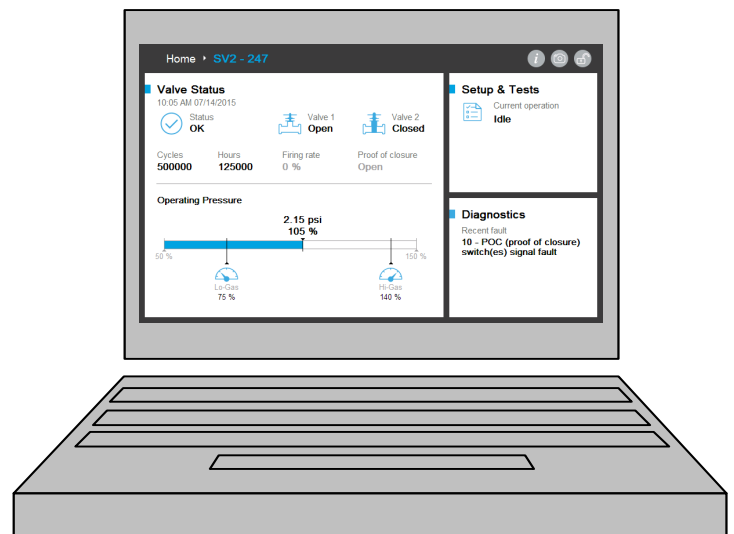 Home ‣ SV2 - 247
Valve Status
10:05 AM 07/14/2015
Status
OK
Valve 1
Open
Valve 2
Closed
Cycles
500000
Hours
125000
Firing rate
0 %
Proof of closure
Open
Operating Pressure
2.15 psi
105 %
50 %
150 %
Lo-Gas
75 %
Hi-Gas
140 %
Setup & Tests
Current operation
Idle
Diagnostics
Recent fault
10 - POC (proof of closure)
switch(es) signal fault